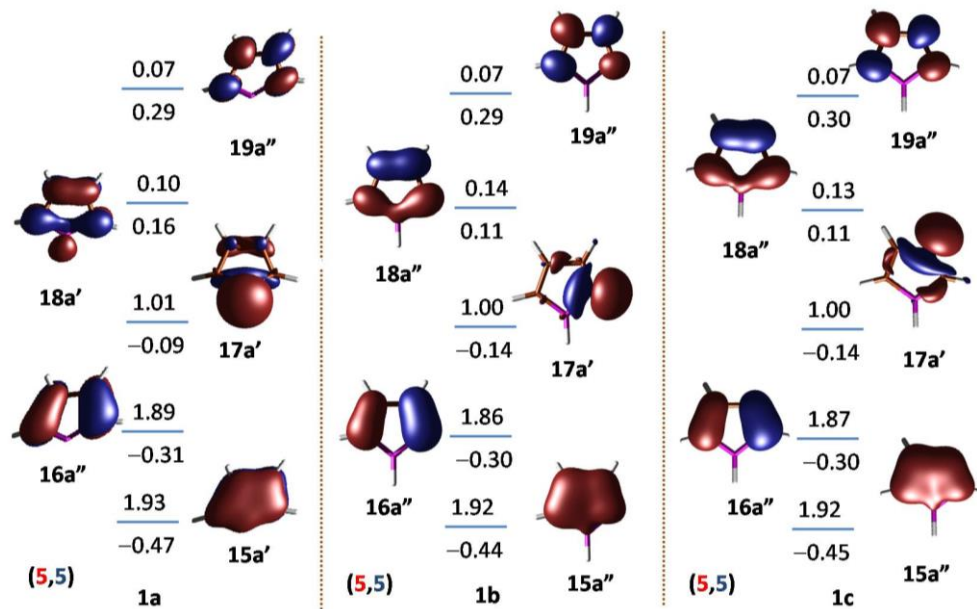 0.07
0.29
19a”
0.10
0.16
18a’
1.01
−0.09
17a’
1.89
−0.31
16a”
1.93
−0.47
15a’
(5,5)
1a
0.07
0.29
19a”
0.14
0.11
18a”
1.00
−0.14
17a’
1.86
−0.30
16a”
1.92
−0.44
15a”
(5,5)
1b
0.07
0.30
19a”
0.13
0.11
18a”
1.00
−0.14
17a’
1.87
−0.30
16a”
1.92
−0.45
15a”
(5,5)
1c